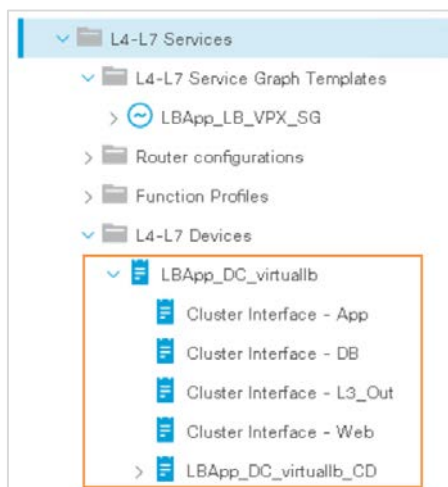 L4-L7 Services
L4-L7 Service Graph Templates
LBApp_LB_VPX_SG
Router configurations
Function Profiles
L4-L7 Devices
LBApp_DC_virtuallb
Cluster Interface - App
Cluster Interface - DB
Cluster Interface - L3_Out
Cluster Interface - Web
LBApp_DC_virtuallb_CD